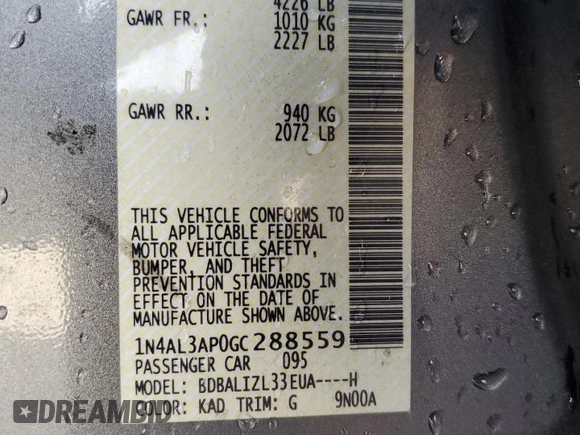 4226 LB
GAWR FR.: 1010 KG
2227 LB
GAWR RR.: 940 KG
2072 LB
THIS VEHICLE CONFORMS TO
ALL APPLICABLE FEDERAL
MOTOR VEHICLE SAFETY,
BUMPER, AND THEFT
PREVENTION STANDARDS IN
EFFECT ON THE DATE OF
MANUFACTURE SHOWN ABOVE.
1N4AL3AP0GC288559
PASSENGER CAR 095
MODEL: BDBALIZL33EUA----H
COLOR: KAD TRIM: G 9N00A
DREAMBID